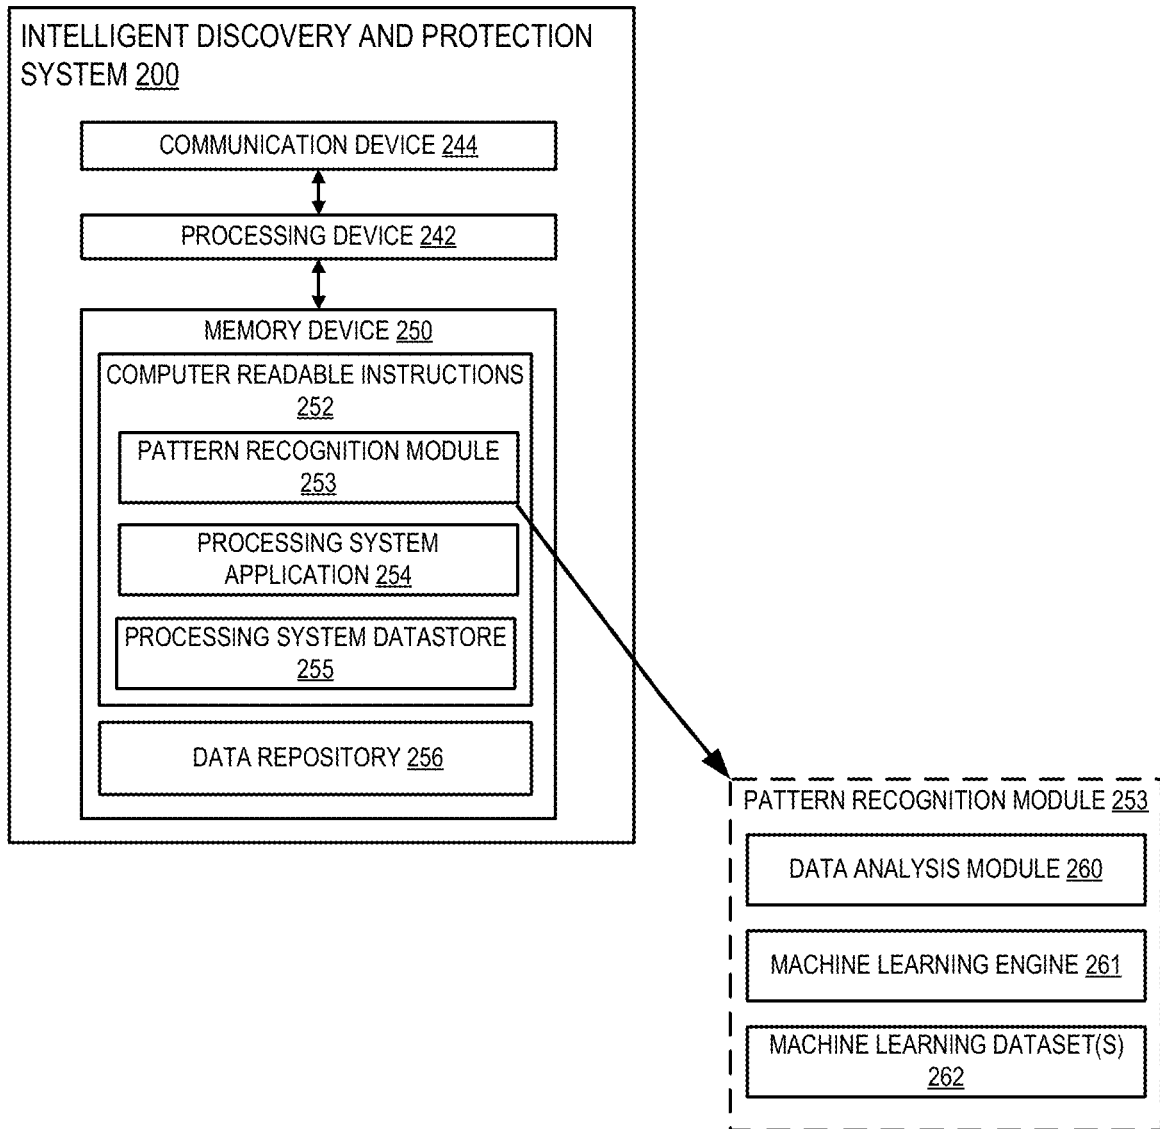 INTELLIGENT DISCOVERY AND PROTECTION
SYSTEM 200
COMMUNICATION DEVICE 244
PROCESSING DEVICE 242
MEMORY DEVICE 250
COMPUTER READABLE INSTRUCTIONS
252
PATTERN RECOGNITION MODULE
253
PROCESSING SYSTEM
APPLICATION 254
PROCESSING SYSTEM DATASTORE
255
DATA REPOSITORY 256
PATTERN RECOGNITION MODULE 253
DATA ANALYSIS MODULE 260
MACHINE LEARNING ENGINE 261
MACHINE LEARNING DATASET(S)
262